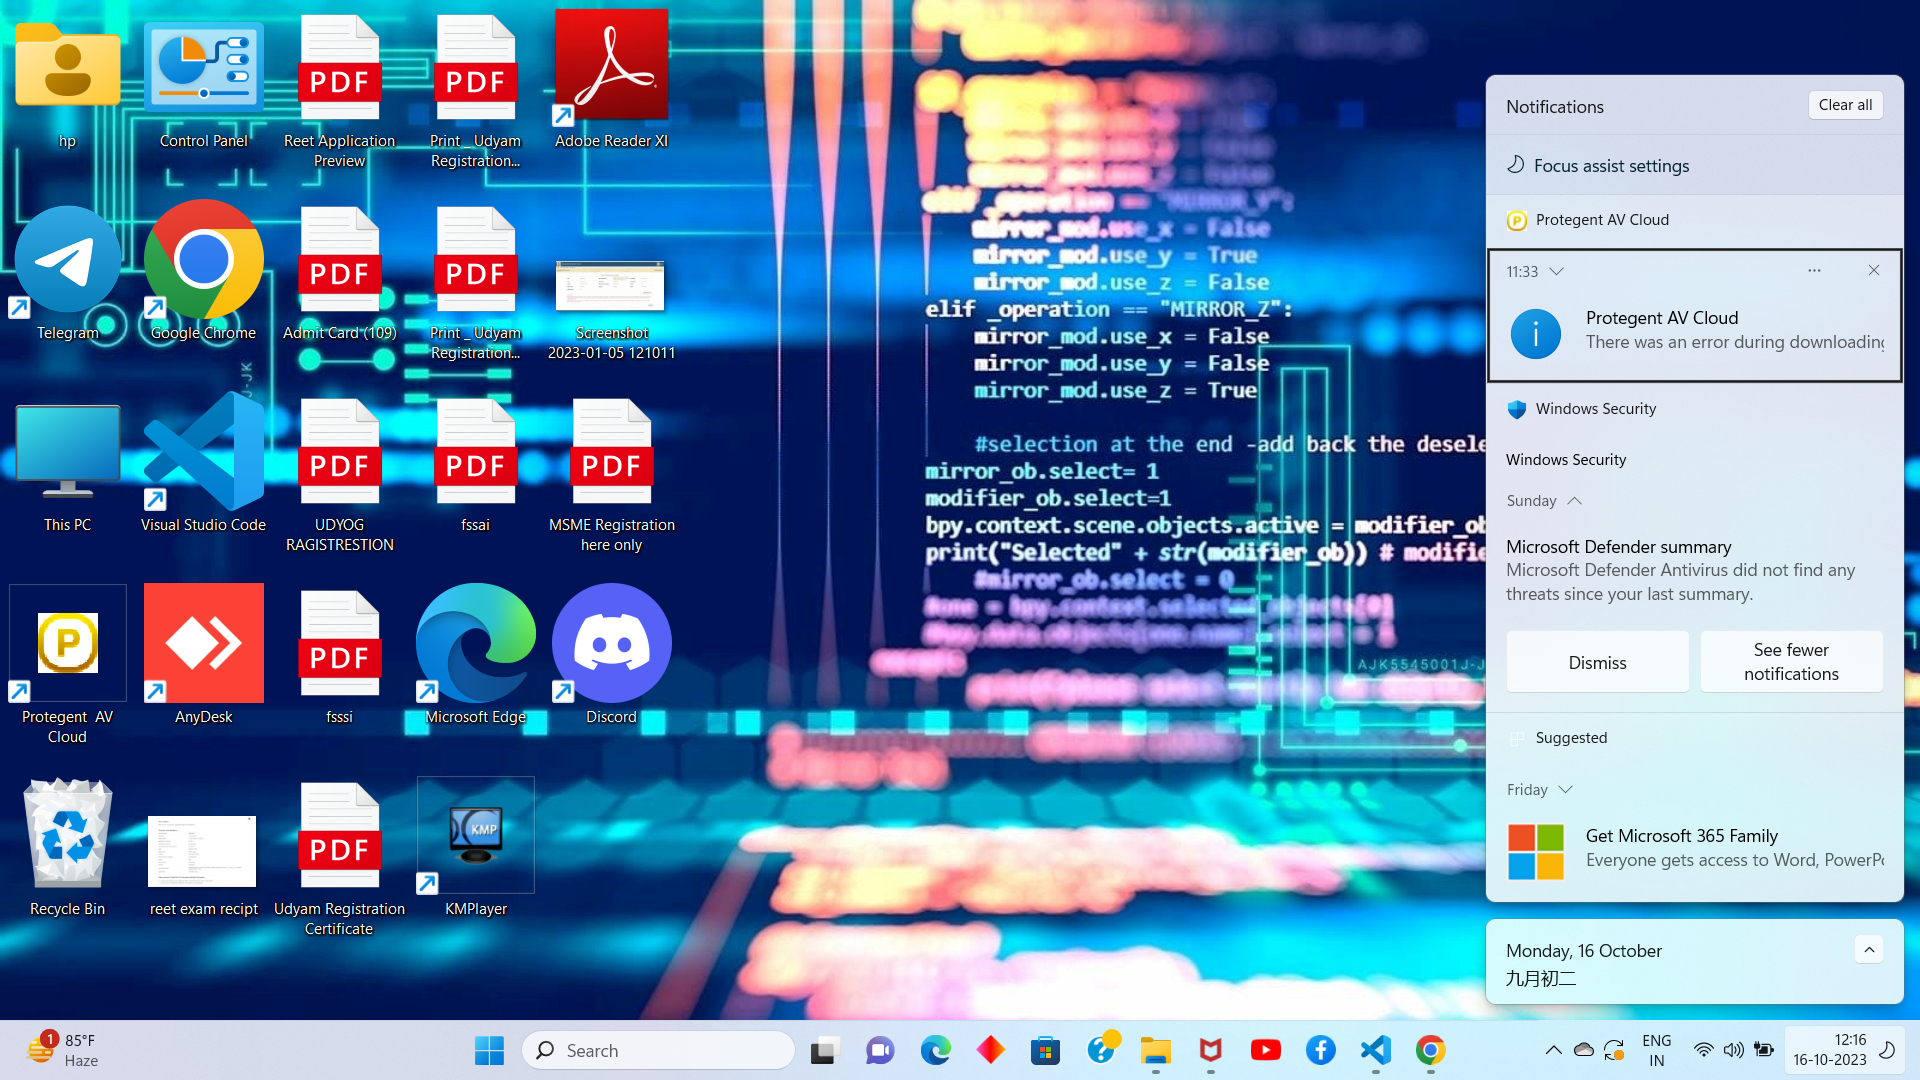 hp
Control Panel
PDF
Reet Application
Preview
PDF
Print _ Udyam
Registration...
Adobe Reader XI
Telegram
Google Chrome
PDF
Admit Card (109)
PDF
Print _ Udyam
Registration...
Screenshot
2023-01-05 121011
This PC
Visual Studio Code
PDF
UDYOG
RAGISTRESTION
PDF
fssai
PDF
MSME Registration
here only
P
Protegent AV
Cloud
AnyDesk
PDF
fsssi
Microsoft Edge
Discord
Recycle Bin
reet exam recipt
PDF
Udyam Registration
Certificate
KMP
KMPlayer
elif _operation == "MIRROR_Y":
mirror_mod.use_x = False
mirror_mod.use_y = True
mirror_mod.use_z = False
elif _operation == "MIRROR_Z":
mirror_mod.use_x = False
mirror_mod.use_y = False
mirror_mod.use_z = True
#selection at the end -add back the desele
mirror_ob.select= 1
modifier_ob.select=1
bpy.context.scene.objects.active = modifier_ob
print("Selected" + str(modifier_ob)) # modifie
#mirror_ob.select = 0
AJK5545001J-J
J-JK
Notifications
Clear all
Focus assist settings
P Protegent AV Cloud
11:33
Protegent AV Cloud
There was an error during downloading
Windows Security
Windows Security
Sunday
Microsoft Defender summary
Microsoft Defender Antivirus did not find any
threats since your last summary.
Dismiss
See fewer
notifications
Suggested
Friday
Get Microsoft 365 Family
Everyone gets access to Word, PowerPo
Monday, 16 October
九月初二
1
85°F
Haze
Search
ENG
IN
12:16
16-10-2023